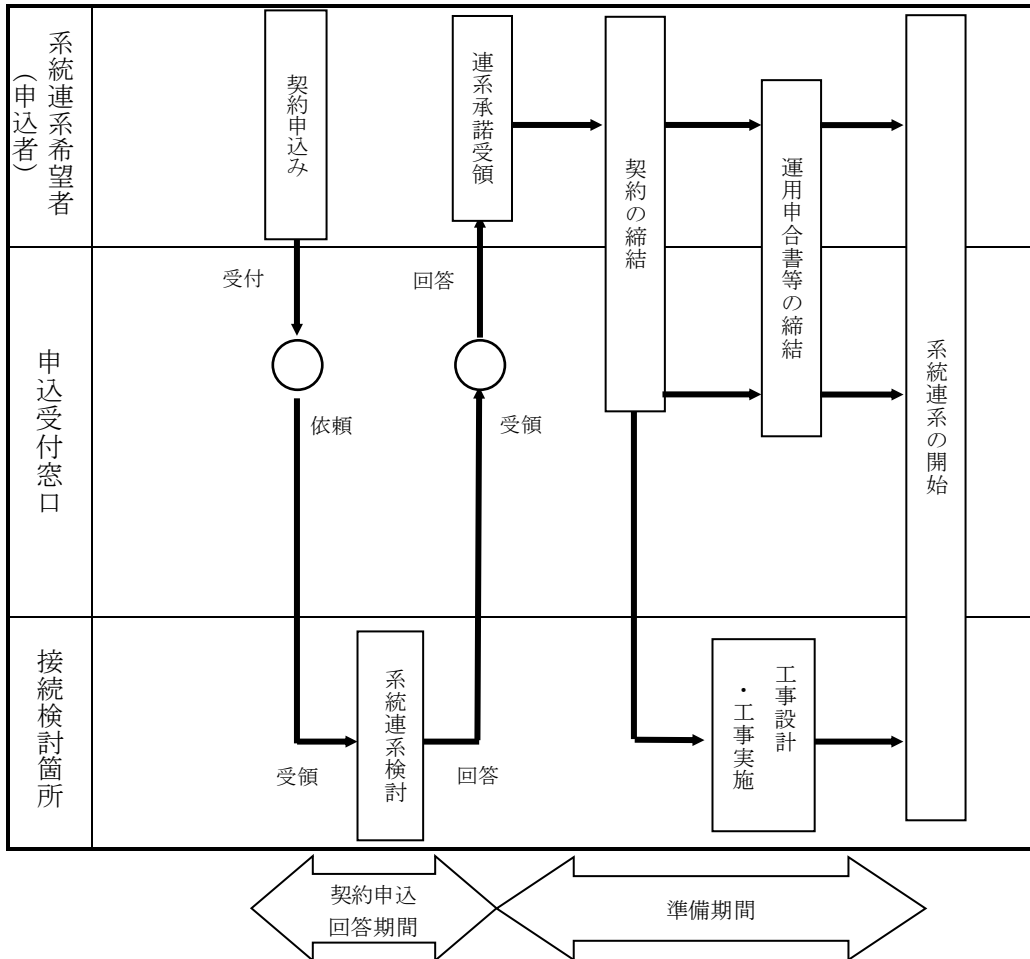 系統連系希望者
（申込者）
契約申込み
連系承諾受領
契約の締結
運用申合書等の締結
系統連系の開始
受付
回答
申込受付窓口
依頼
受領
接続検討箇所
系統連系検討
工事設計
・工事実施
受領
回答
契約申込
回答期間
準備期間